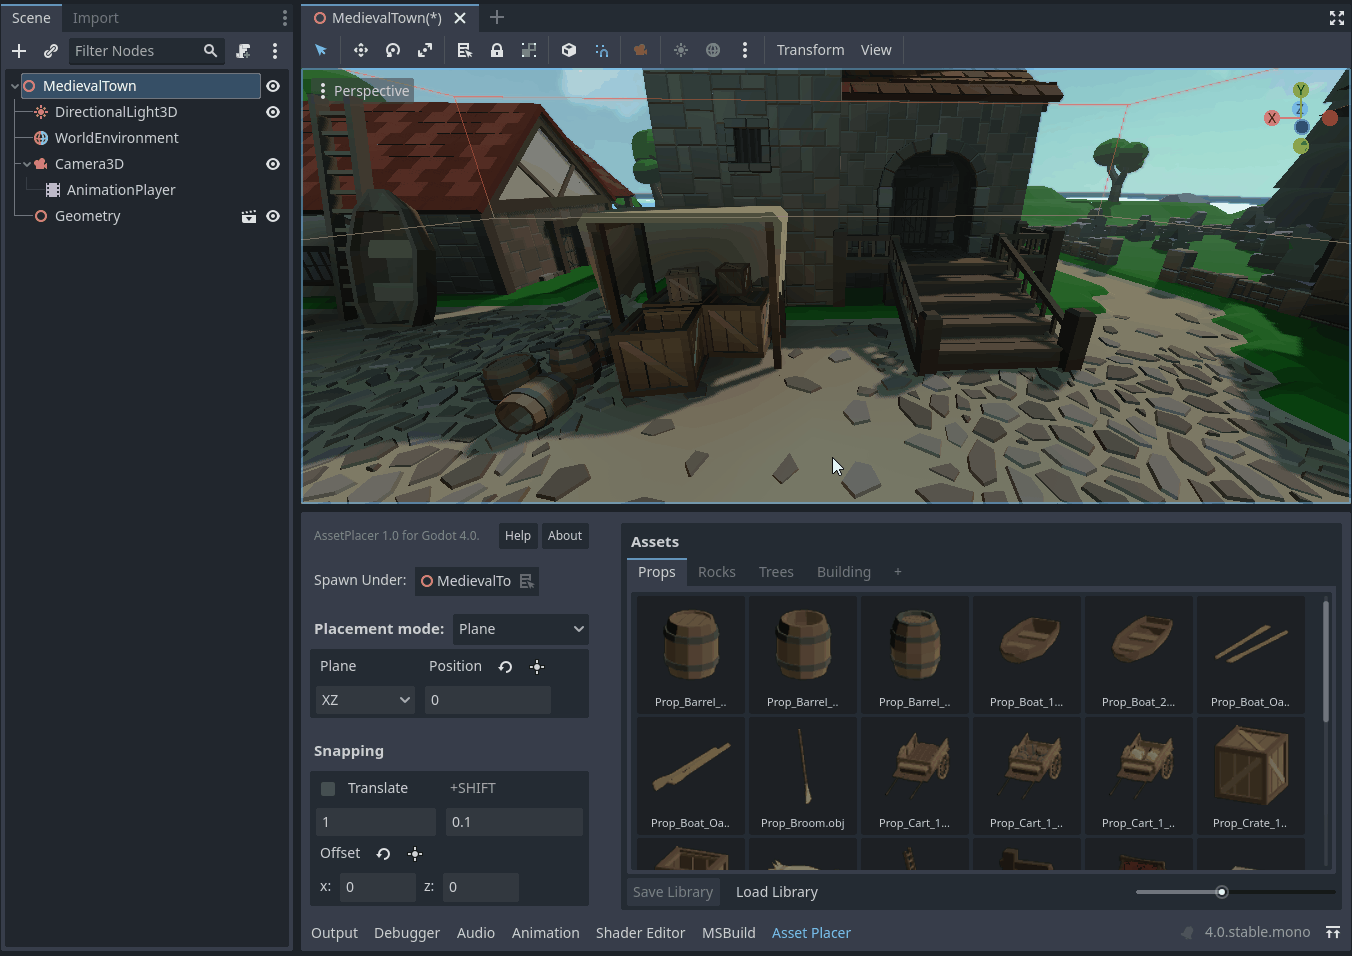 Scene
Import
Filter Nodes
MedievalTown
DirectionalLight3D
WorldEnvironment
Camera3D
AnimationPlayer
Geometry
MedievalTown(*)
Transform
View
Perspective
Y
Z
X
AssetPlacer 1.0 for Godot 4.0.
Help
About
Spawn Under:
MedievalTo
Placement mode:
Plane
Plane
Position
XZ
0
Snapping
Translate
+SHIFT
1
0.1
Offset
x:
0
z:
0
Assets
Props
Rocks
Trees
Building
+
Prop_Barrel_..
Prop_Barrel_..
Prop_Barrel_..
Prop_Boat_1...
Prop_Boat_2...
Prop_Boat_Oa..
Prop_Boat_Oa..
Prop_Broom.obj
Prop_Cart_1...
Prop_Cart_1_..
Prop_Cart_1_..
Prop_Crate_1..
Save Library
Load Library
Output
Debugger
Audio
Animation
Shader Editor
MSBuild
Asset Placer
4.0.stable.mono